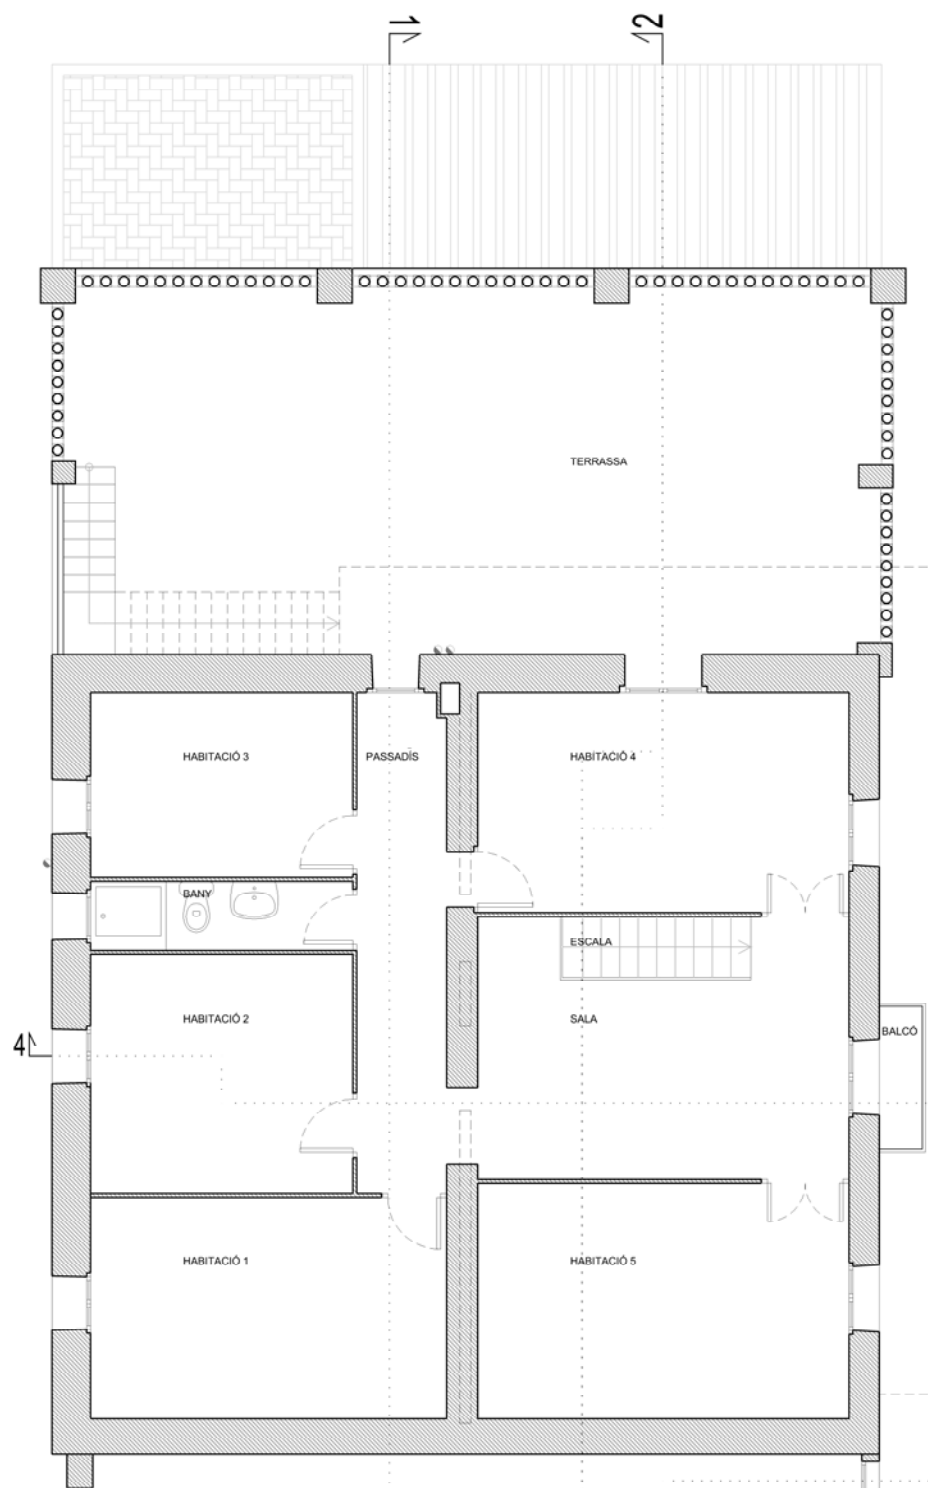 1
2
TERRASSA
HABITACIÓ 3
PASSADÍS
HABITACIÓ 4
BANY
ESCALA
HABITACIÓ 2
SALA
BALCÓ
4
HABITACIÓ 1
HABITACIÓ 5